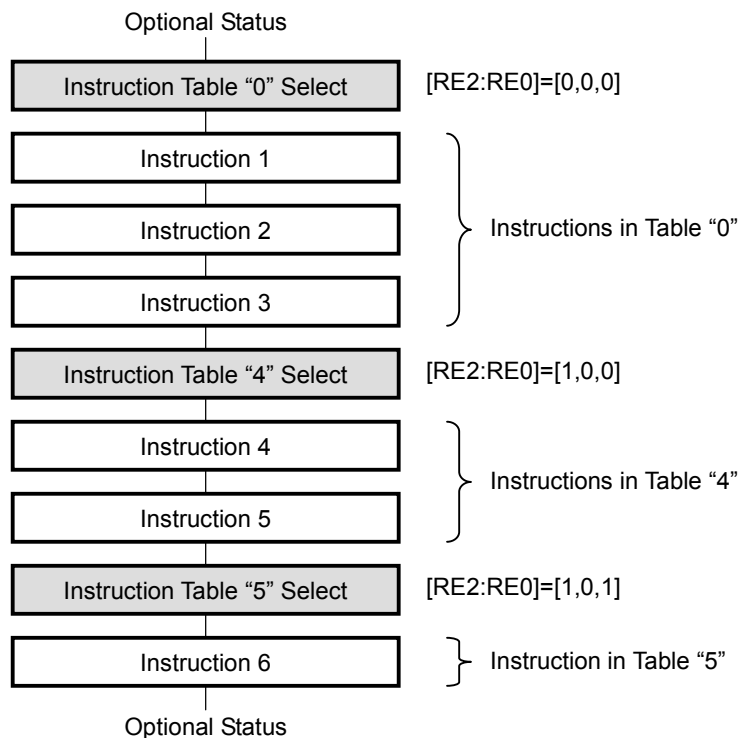 Optional Status
Instruction Table “0” Select
[RE2:RE0]=[0,0,0]
Instruction 1
Instruction 2
Instructions in Table “0”
Instruction 3
Instruction Table “4” Select
[RE2:RE0]=[1,0,0]
Instruction 4
Instructions in Table “4”
Instruction 5
Instruction Table “5” Select
[RE2:RE0]=[1,0,1]
Instruction 6
Instruction in Table “5”
Optional Status